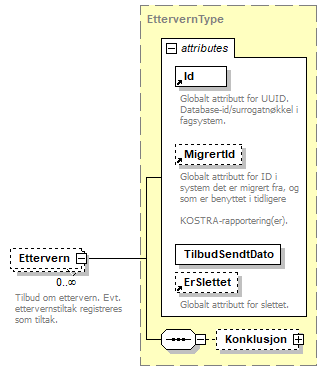 EttervernType
attributes
Id
Globalt attributt for UUID.
Database-id/surrogatnøkkel i
fagsystem.
MigrertId
Globalt attributt for ID i
system det er migrert fra, og
som er benyttet i tidligere
KOSTRA-rapportering(er).
Ettervern
0..∞
Tilbud om ettervern. Evt.
ettervernstiltak registreres
som tiltak.
TilbudSendtDato
ErSlettet
Globalt attributt for slettet.
Konklusjon